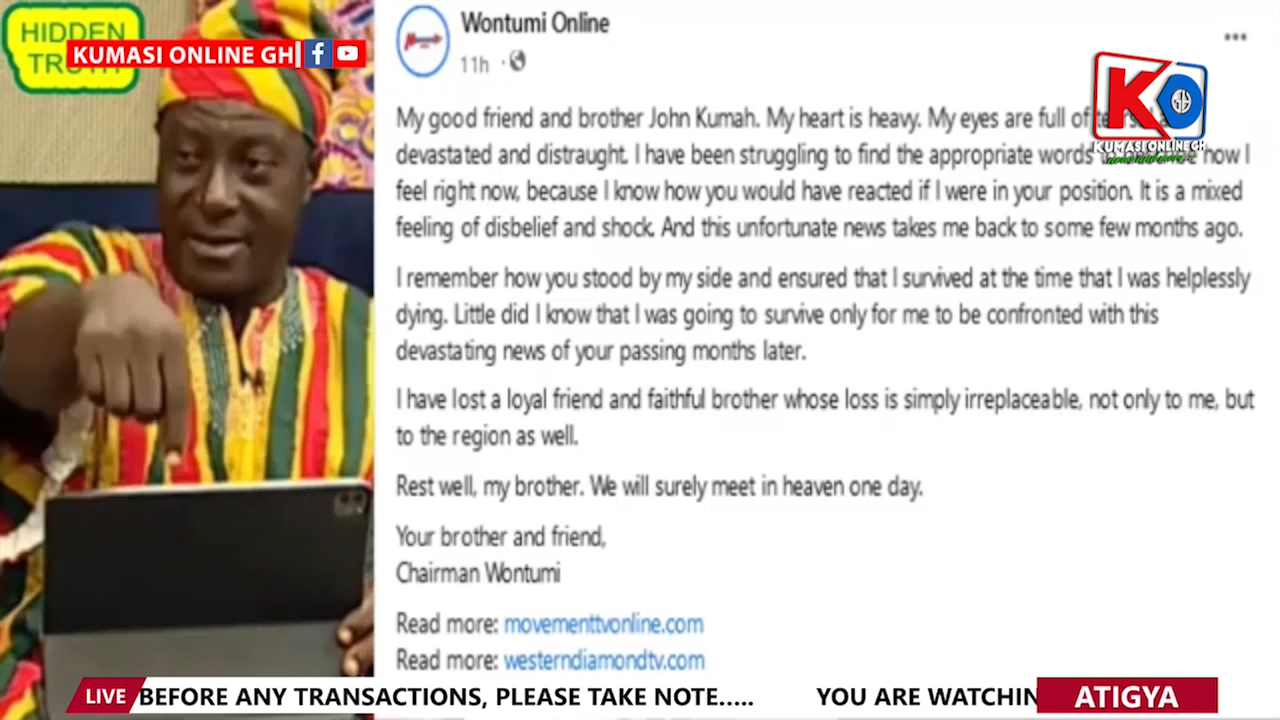 HIDDEN
TRUTH
KUMASI ONLINE GH
Wontumi Online
11h
My good friend and brother John Kumah. My heart is heavy. My eyes are full of
devastated and distraught. I have been struggling to find the appropriate words how I
feel right now, because I know how you would have reacted if I were in your position. It is a mixed
feeling of disbelief and shock. And this unfortunate news takes me back to some few months ago.
I remember how you stood by my side and ensured that I survived at the time that I was helplessly
dying. Little did I know that I was going to survive only for me to be confronted with this
devastating news of your passing months later.
I have lost a loyal friend and faithful brother whose loss is simply irreplaceable, not only to me, but
to the region as well.
Rest well, my brother. We will surely meet in heaven one day.
Your brother and friend,
Chairman Wontumi
Read more: movementtvonline.com
Read more: westerndiamondtv.com
KO
KUMASI ONLINE GH
LIVE
BEFORE ANY TRANSACTIONS, PLEASE TAKE NOTE..... YOU ARE WATCHIN
ATIGYA